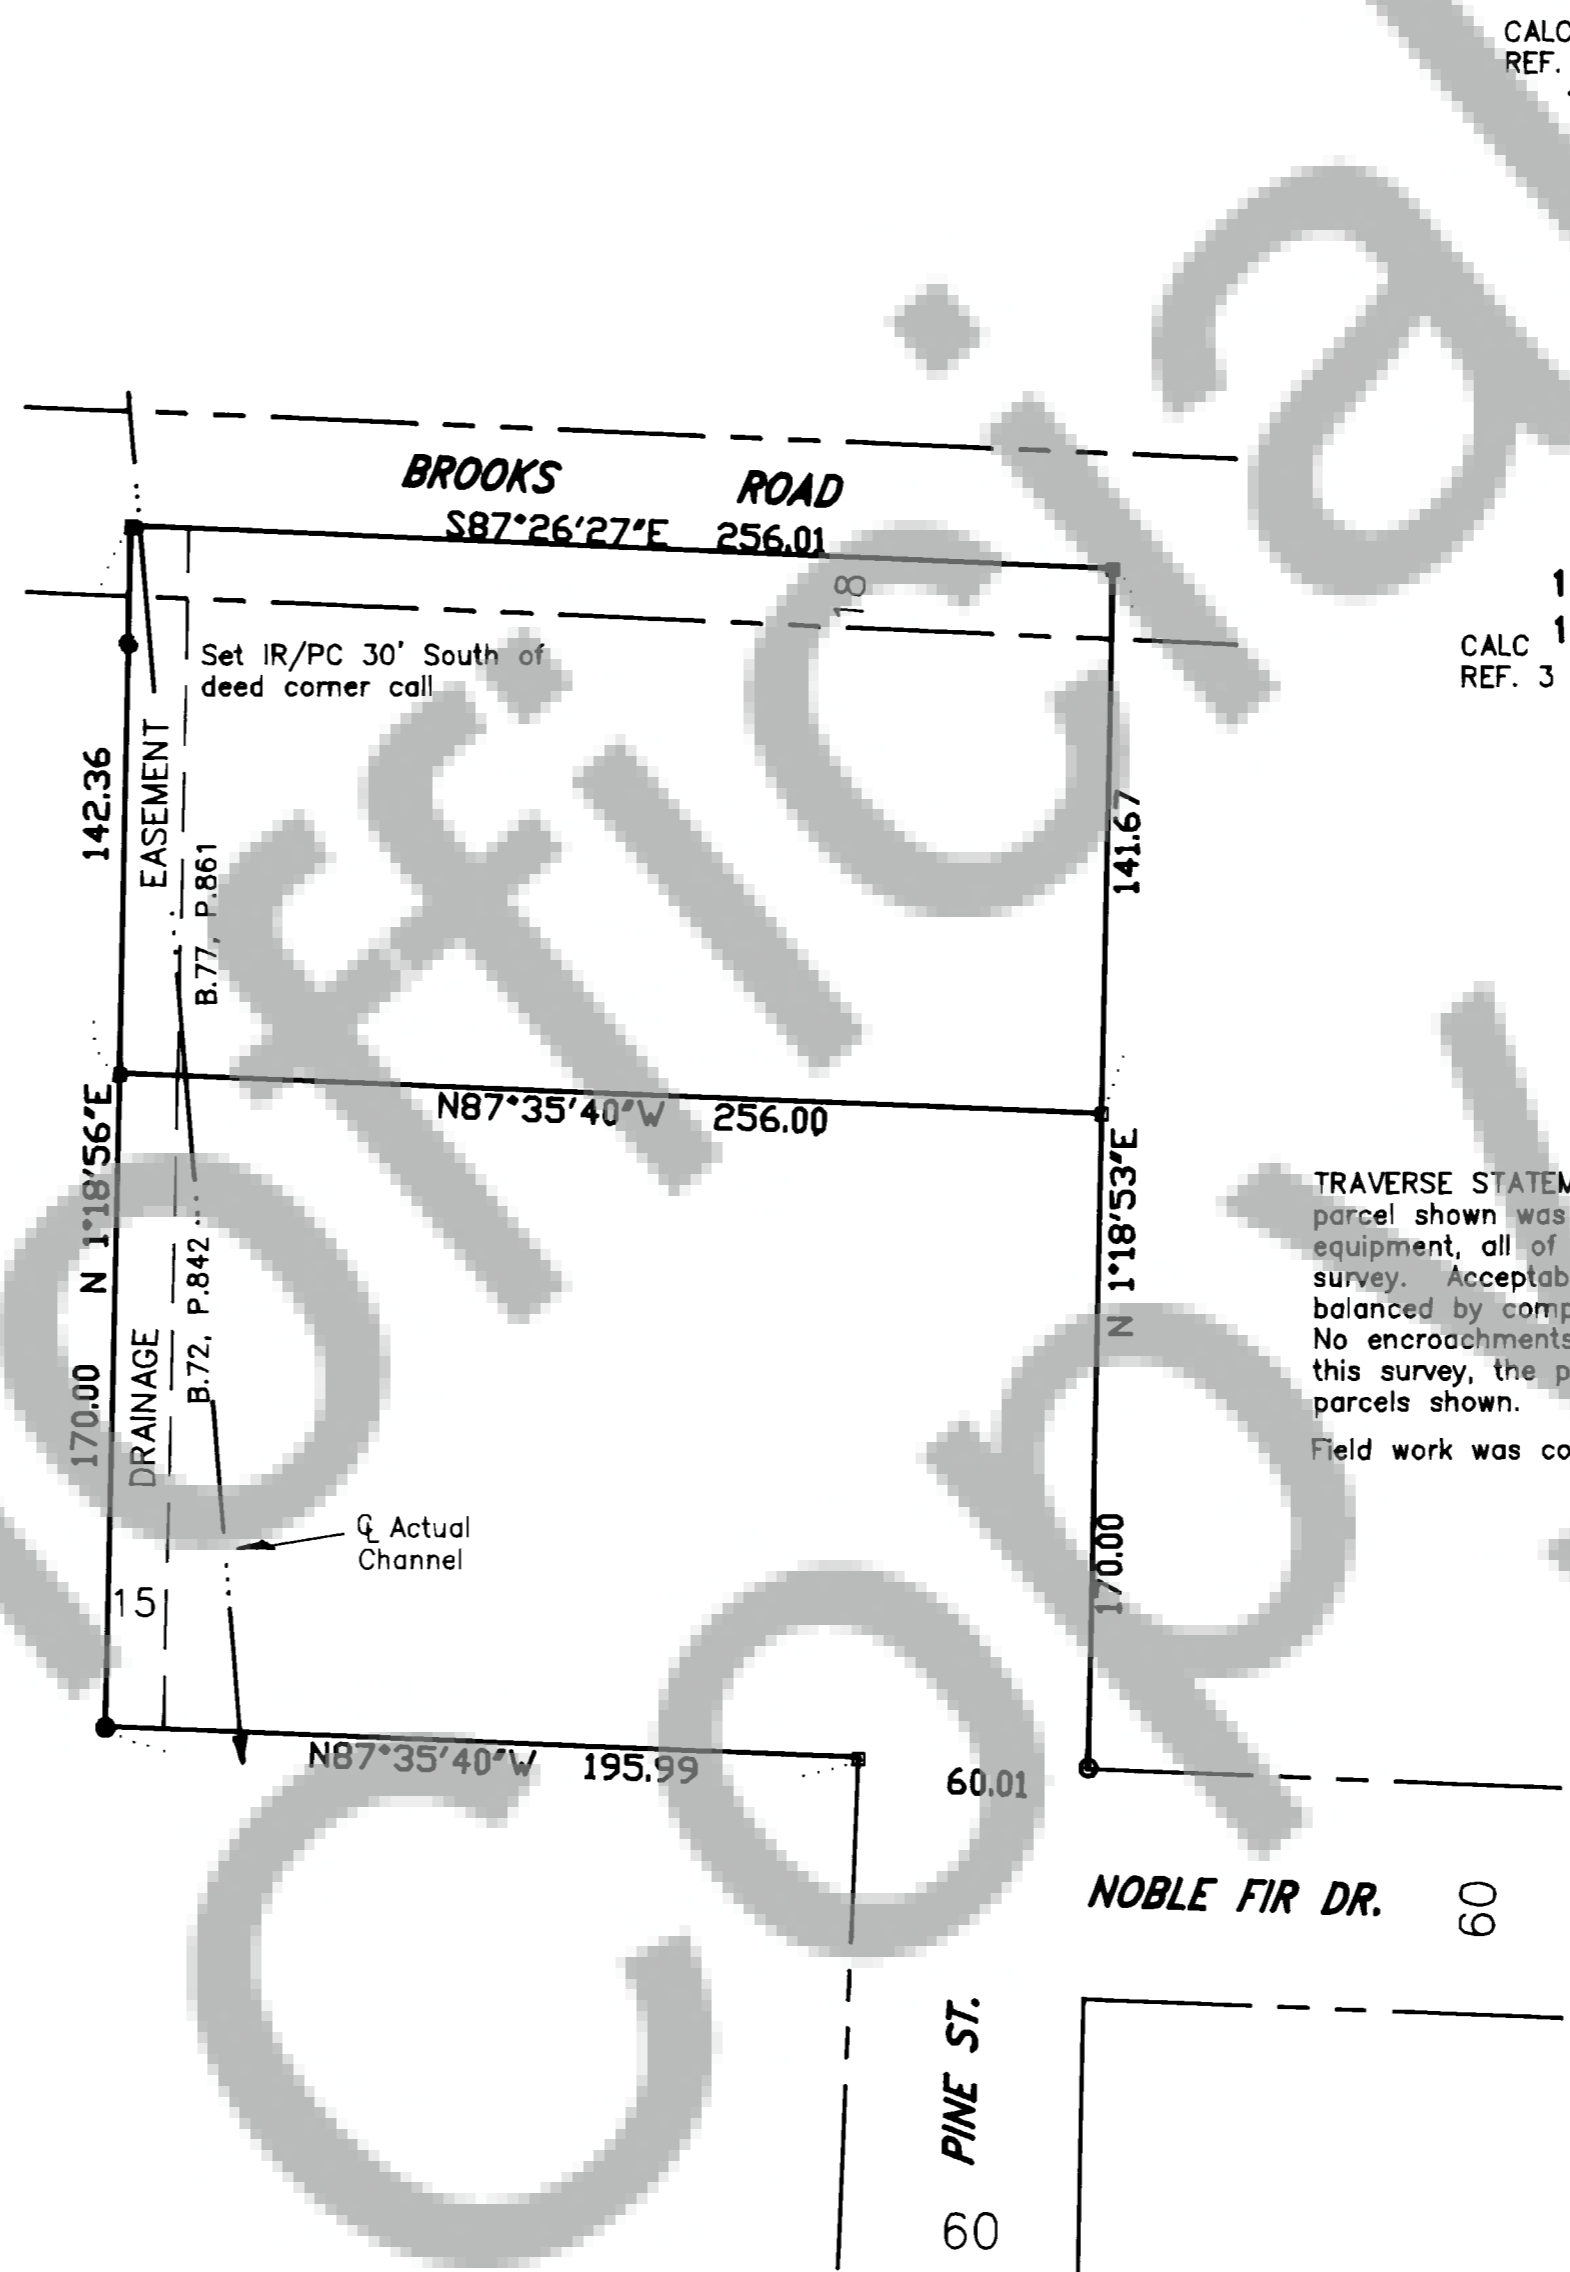 CALC
REF.
BROOKS ROAD
S87°26'27"E 256.01
18
Set IR/PC 30' South of
deed corner call
1
1
CALC
REF. 3
142.36
EASEMENT
B.77, P.861
141.67
N87°35'40"W 256.00
N 1°18'56"E
N 1°18'53"E
B.72, P.842
DRAINAGE
170.00
170.00
TRAVERSE STATEM
parcel shown was
equipment, all of
survey. Acceptab
balanced by comp
No encroachments
this survey, the p
parcels shown.
Field work was co
℄ Actual
Channel
15
N87°35'40"W 195.99
60.01
NOBLE FIR DR. 60
PINE ST.
60
Unofficial
Copy